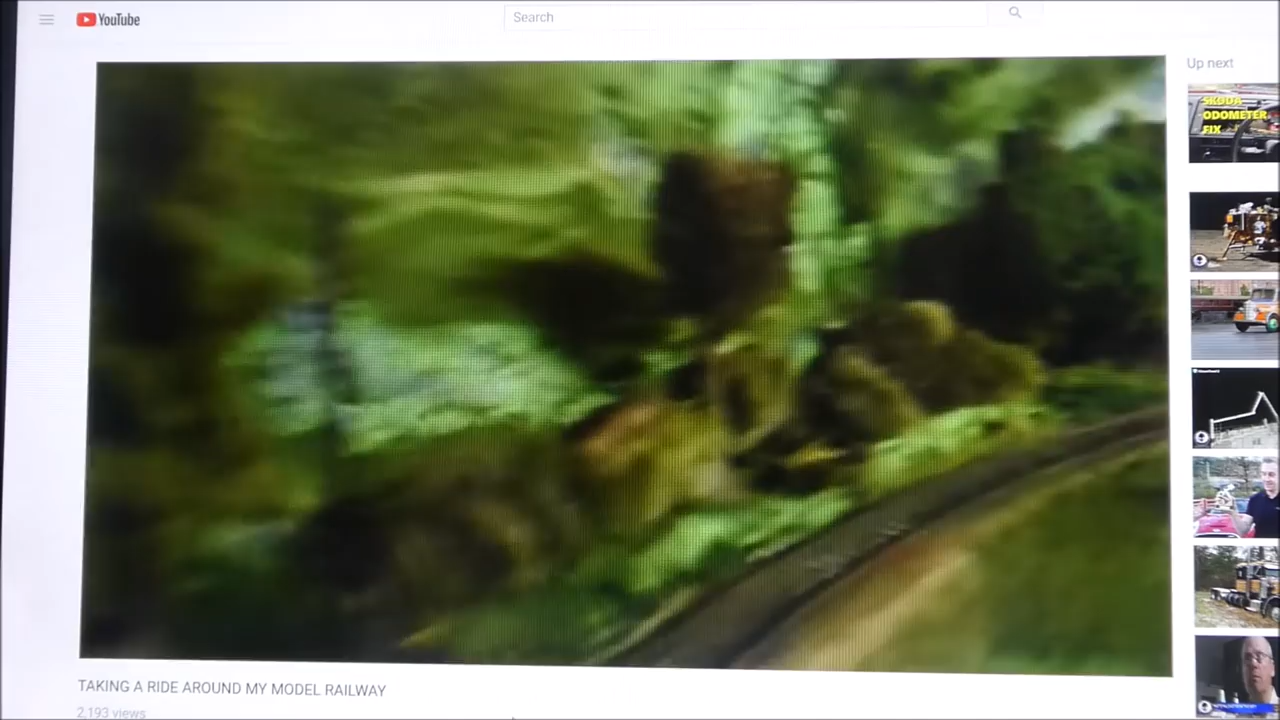 YouTube
Search
Up next
SKODA
ODOMETER
FIX
TAKING A RIDE AROUND MY MODEL RAILWAY
2,193 views